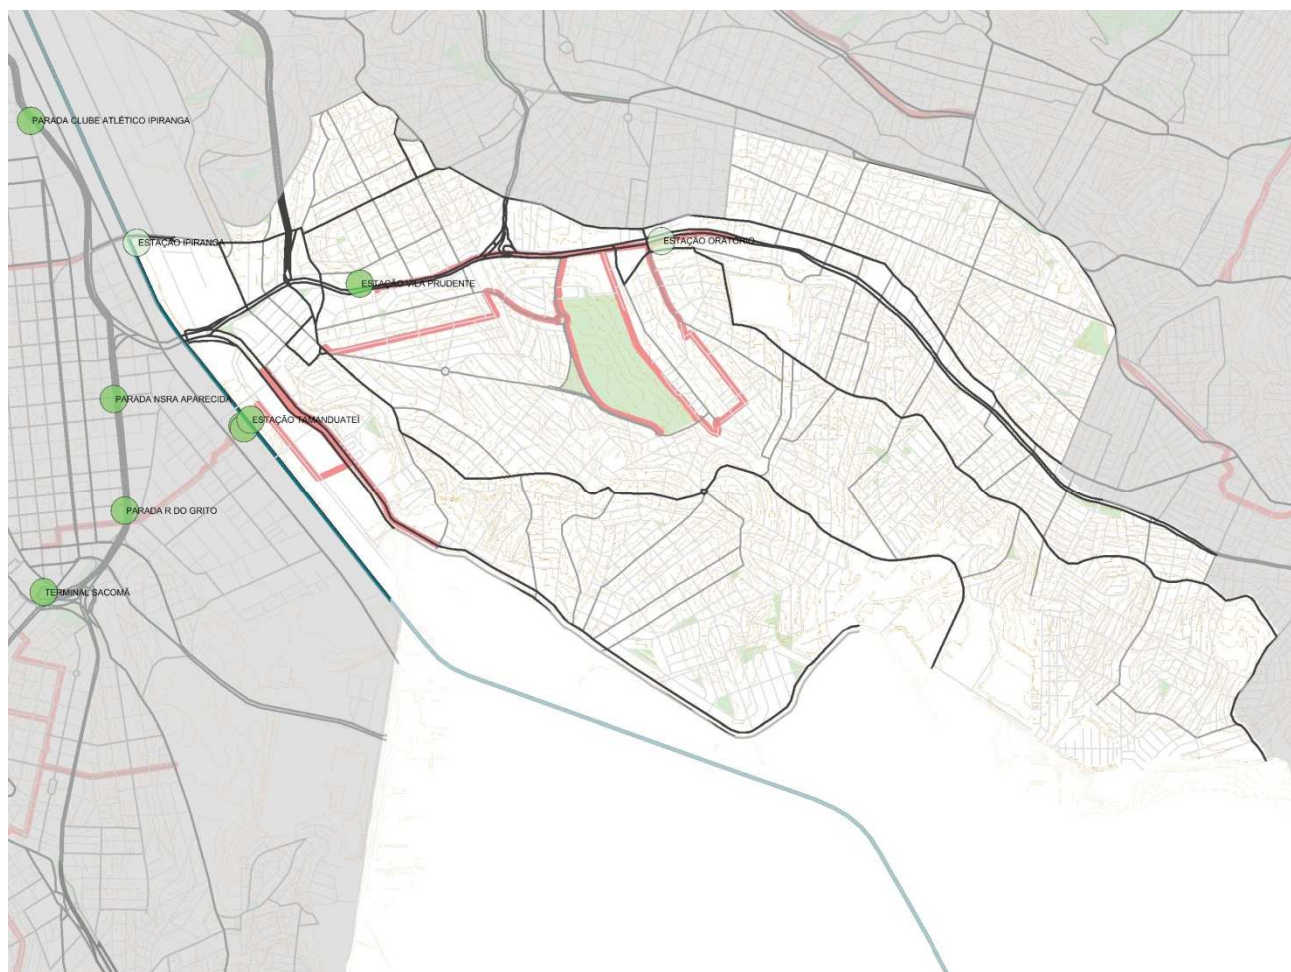 PARADA CLUBE ATLÉTICO IPIRANGA
ESTAÇÃO IPIRANGA
ESTAÇÃO ORATÓRIO
ESTAÇÃO VILA PRUDENTE
PARADA NSRA APARECIDA
ESTAÇÃO TAMANDUATEÍ
PARADA R DO GRITO
TERMINAL SACOMÃ